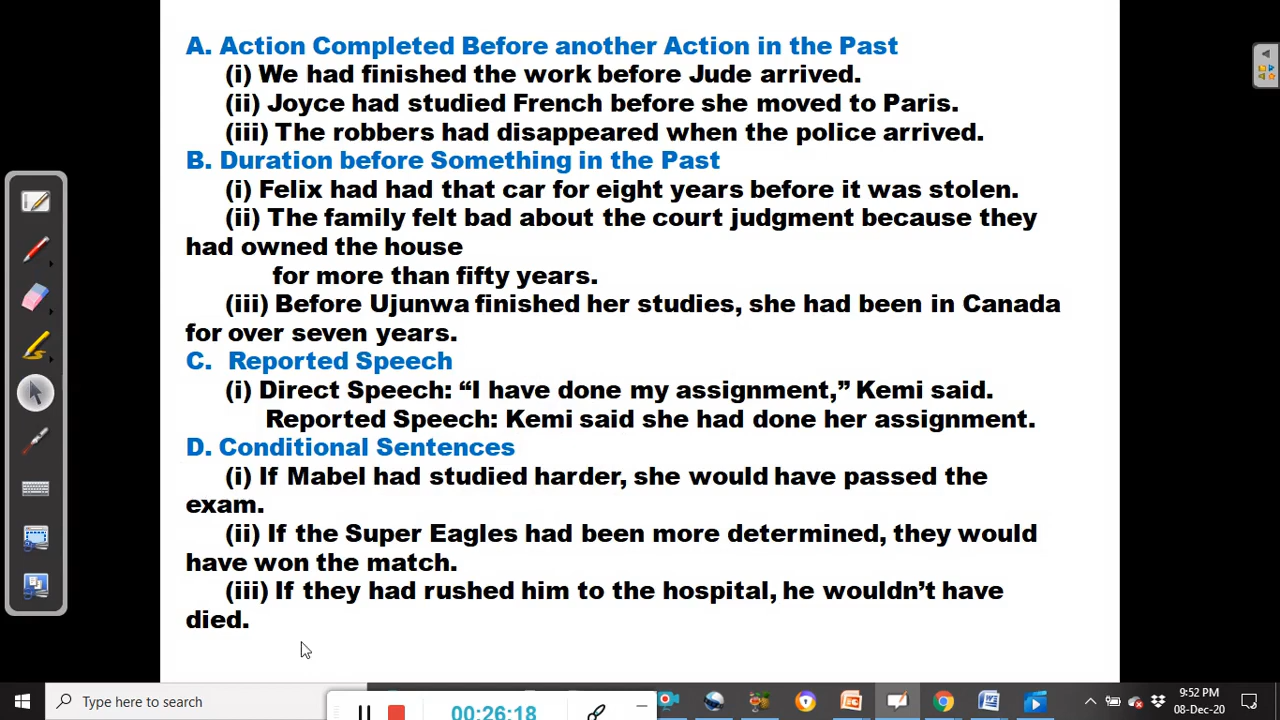 A. Action Completed Before another Action in the Past
(i) We had finished the work before Jude arrived.
(ii) Joyce had studied French before she moved to Paris.
(iii) The robbers had disappeared when the police arrived.
B. Duration before Something in the Past
(i) Felix had had that car for eight years before it was stolen.
(ii) The family felt bad about the court judgment because they
had owned the house
for more than fifty years.
(iii) Before Ujunwa finished her studies, she had been in Canada
for over seven years.
C. Reported Speech
(i) Direct Speech: “I have done my assignment,” Kemi said.
Reported Speech: Kemi said she had done her assignment.
D. Conditional Sentences
(i) If Mabel had studied harder, she would have passed the
exam.
(ii) If the Super Eagles had been more determined, they would
have won the match.
(iii) If they had rushed him to the hospital, he wouldn’t have
died.
Type here to search
00:26:18
9:52 PM
08-Dec-20